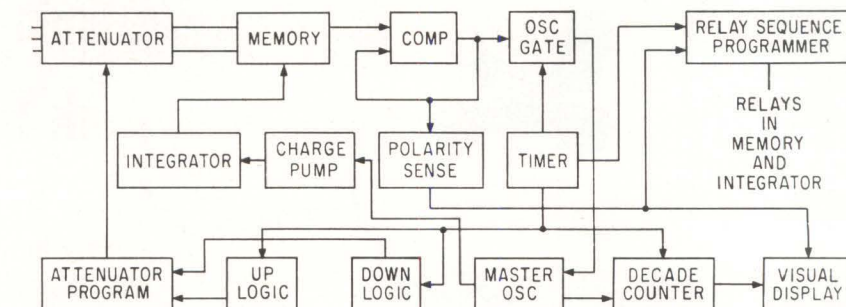 ATTENUATOR
MEMORY
COMP
OSC
GATE
RELAY SEQUENCE
PROGRAMMER
RELAYS
IN
MEMORY
AND
INTEGRATOR
INTEGRATOR
CHARGE
PUMP
POLARITY
SENSE
TIMER
ATTENUATOR
PROGRAM
UP
LOGIC
DOWN
LOGIC
MASTER
OSC
DECADE
COUNTER
VISUAL
DISPLAY